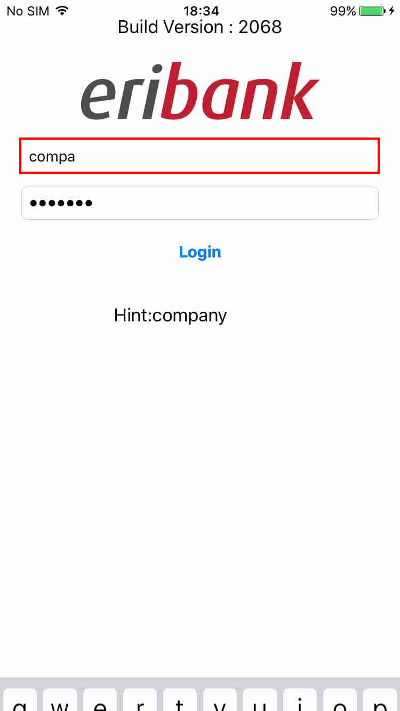 No SIM 18:34 99%
Build Version : 2068
eribank
compa
•••••••
Login
Hint:company
q w e r t y u i o p